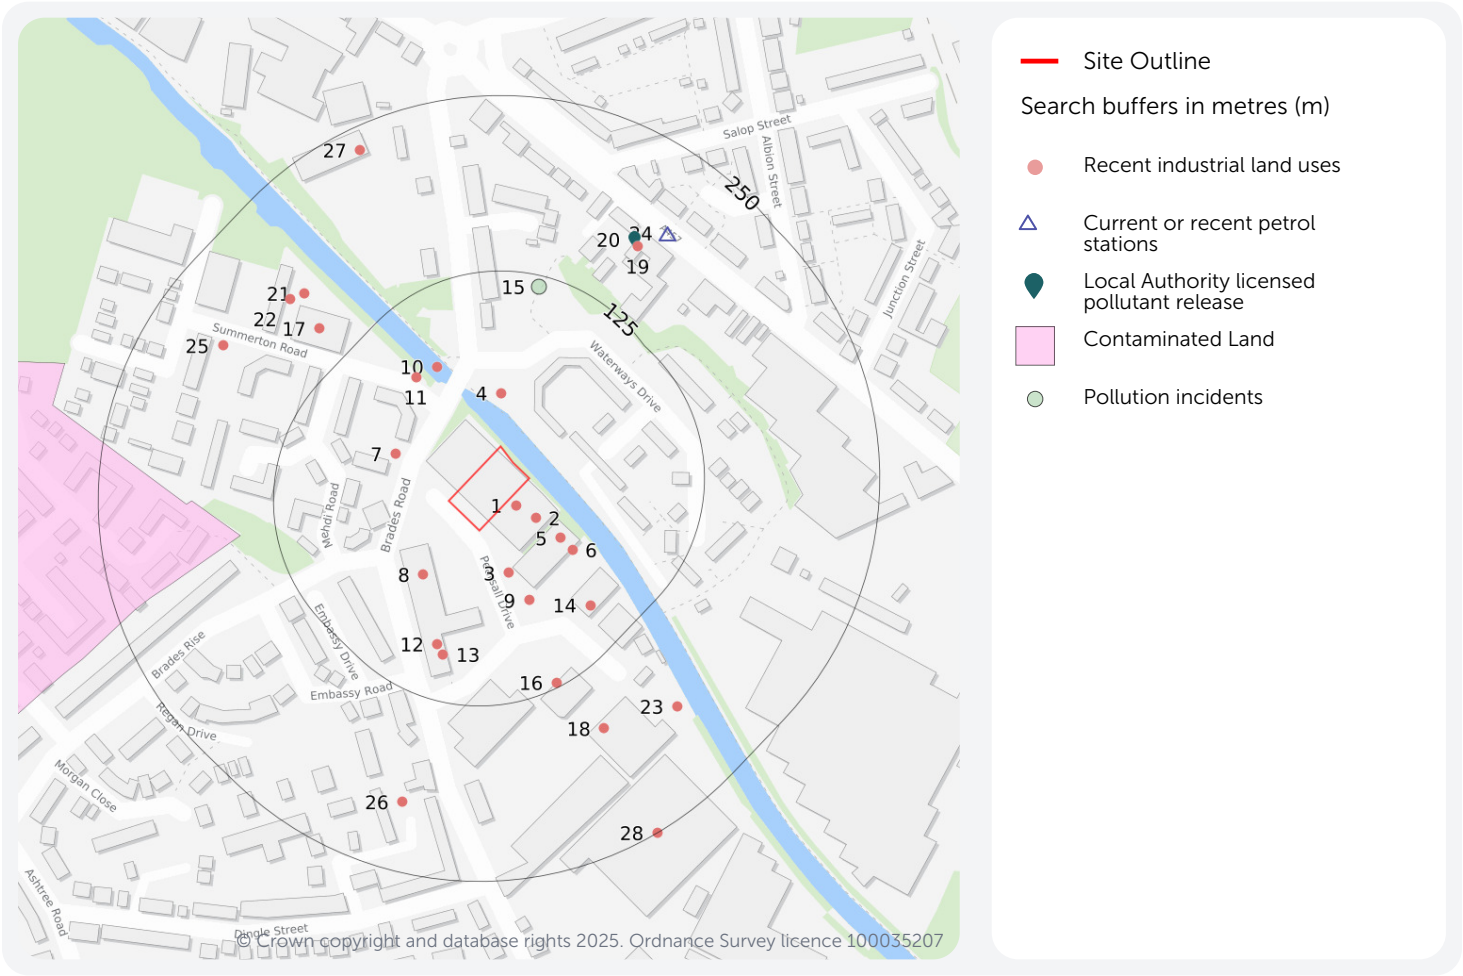 Site Outline
Search buffers in metres (m)
Recent industrial land uses
Current or recent petrol
stations
Local Authority licensed
pollutant release
Contaminated Land
Pollution incidents
Salop Street
Albion Street
Junction Street
27
250
20
24
19
15
125
21
22
17
25
Summerton Road
10
11
4
Waterways Drive
7
1
2
5
6
Mehdi Road
Brades Road
8
3
9
14
12
13
Embassy Drive
Brades Rise
Embassy Road
16
23
18
Regan Drive
Morgan Close
26
28
Ashtree Road
Dingle Street
© Crown copyright and database rights 2025. Ordnance Survey licence 100035207